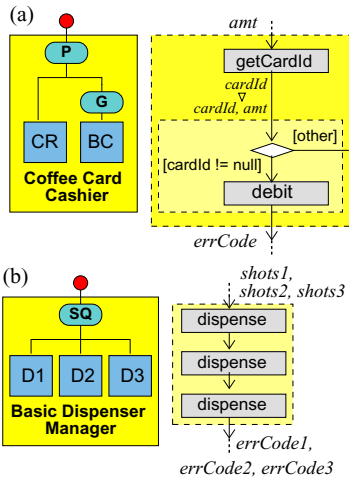 (a)
P
G
CR
BC
Coffee Card
Cashier
amt
getCardId
cardId
cardId, amt
[other]
[cardId != null]
debit
errCode
(b)
SQ
D1
D2
D3
Basic Dispenser
Manager
shots1,
shots2, shots3
dispense
dispense
dispense
errCode1,
errCode2, errCode3